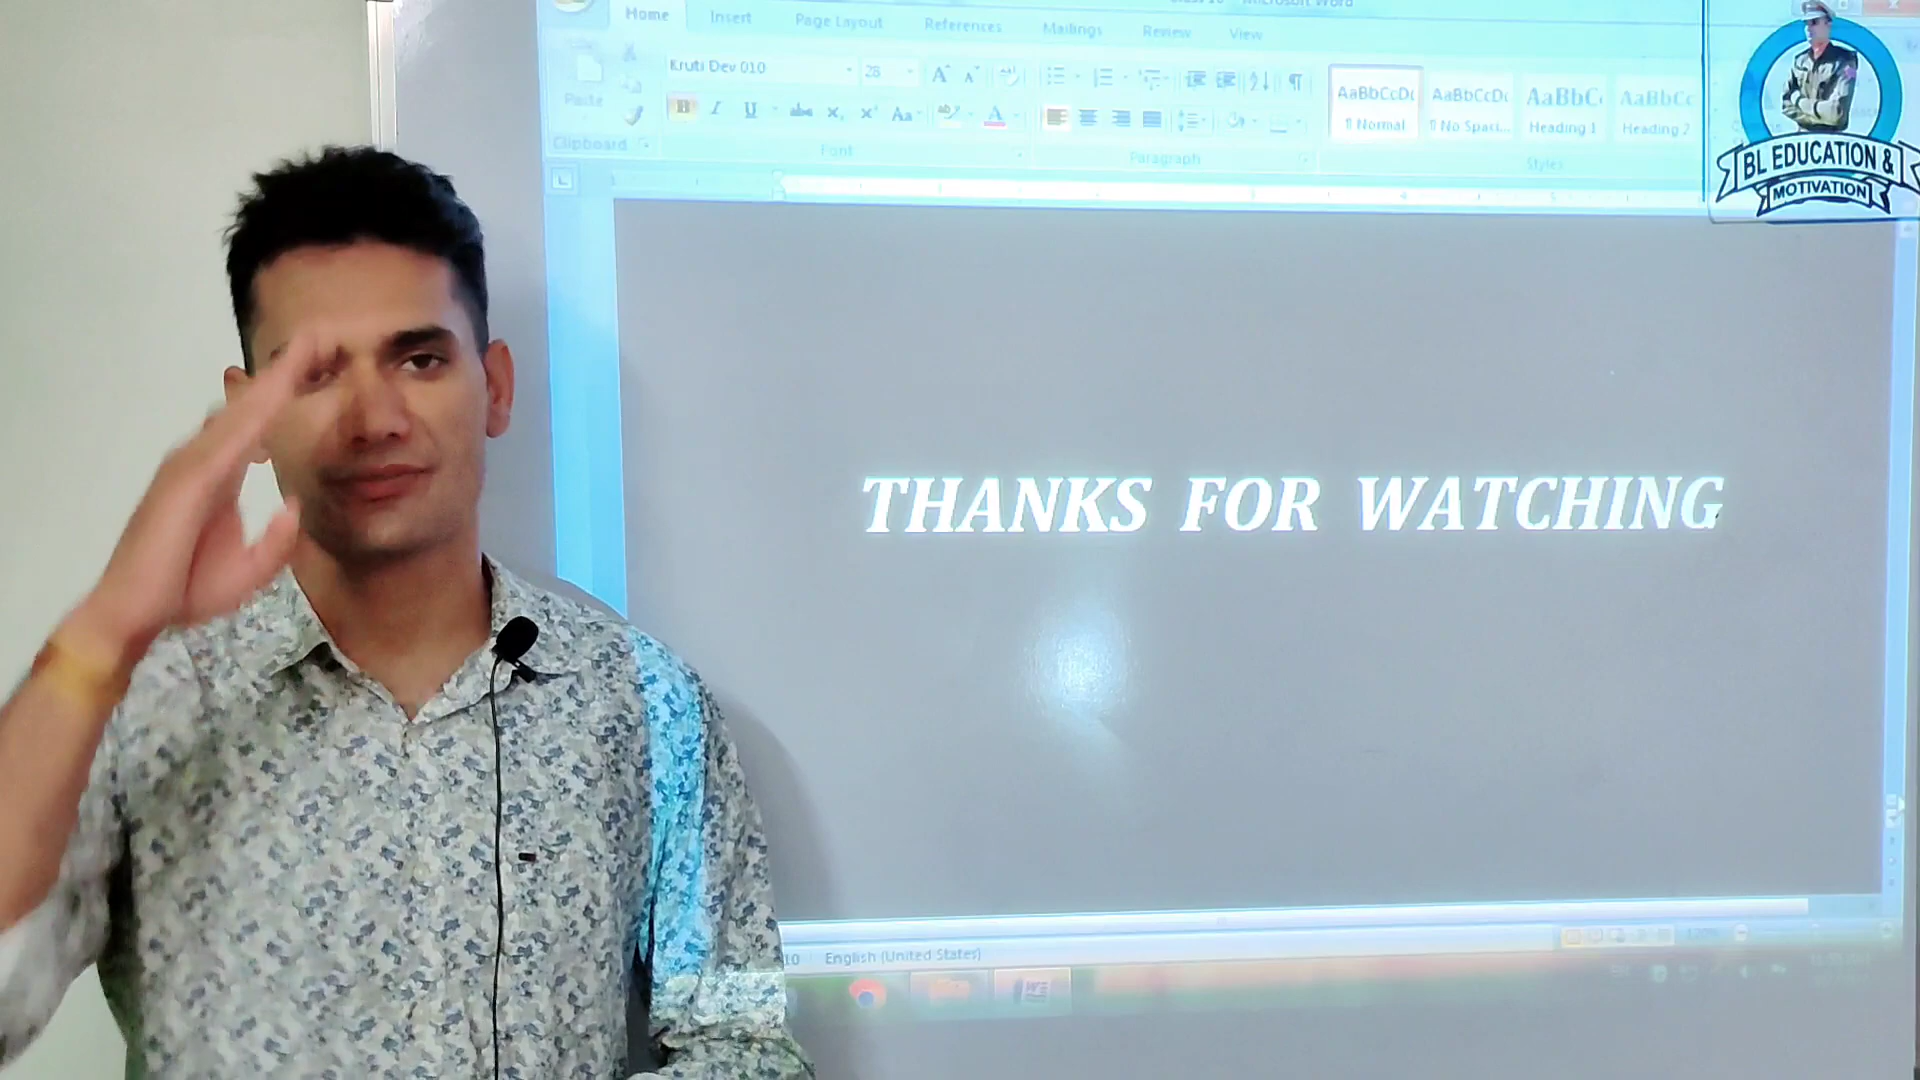 Home Insert Page Layout References Mailings Review View
Kruti Dev 010 28
Paste
AaBbCcDc AaBbCcDc AaBbC AaBbCc
¶ Normal ¶ No Spaci... Heading 1 Heading 2
Clipboard Font Paragraph Styles
BL EDUCATION &
MOTIVATION
THANKS FOR WATCHING
English (United States)